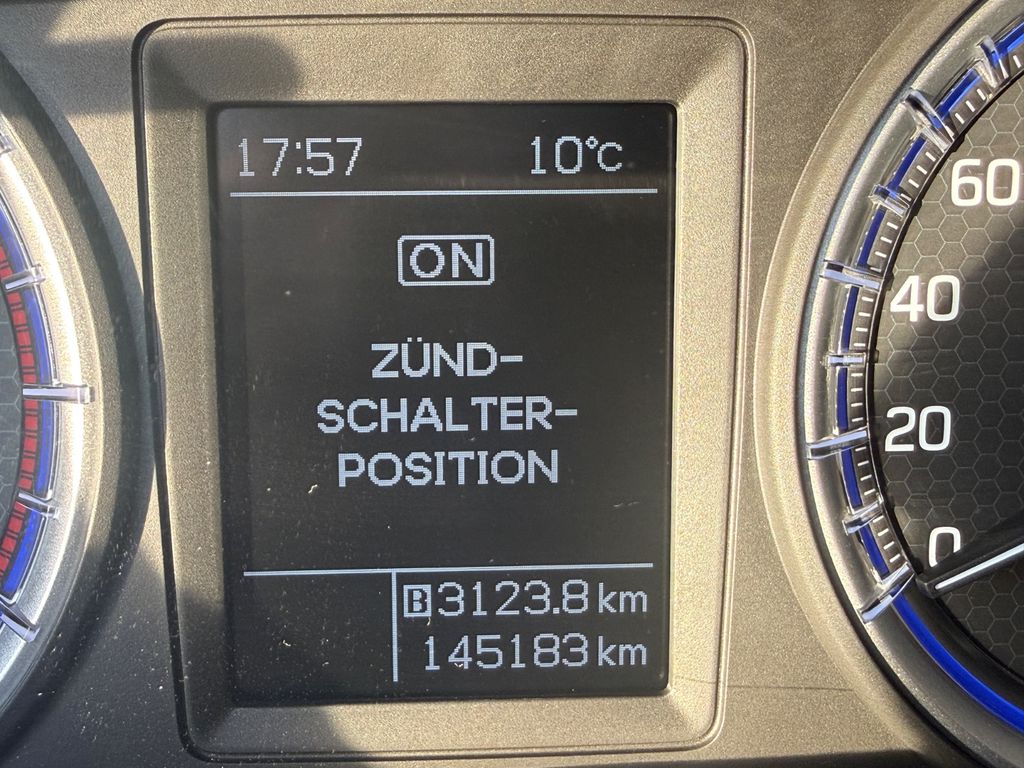 17:57 10°C
ON
ZÜND-
SCHALTER-
POSITION
B 3123.8 km
145183 km
60
40
20
0